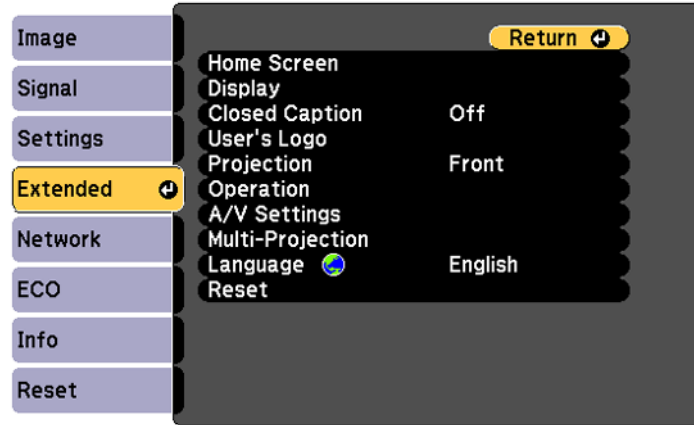 Image
Signal
Settings
Extended
Network
ECO
Info
Reset
Return
Home Screen
Display
Closed Caption Off
User's Logo
Projection Front
Operation
A/V Settings
Multi-Projection
Language English
Reset